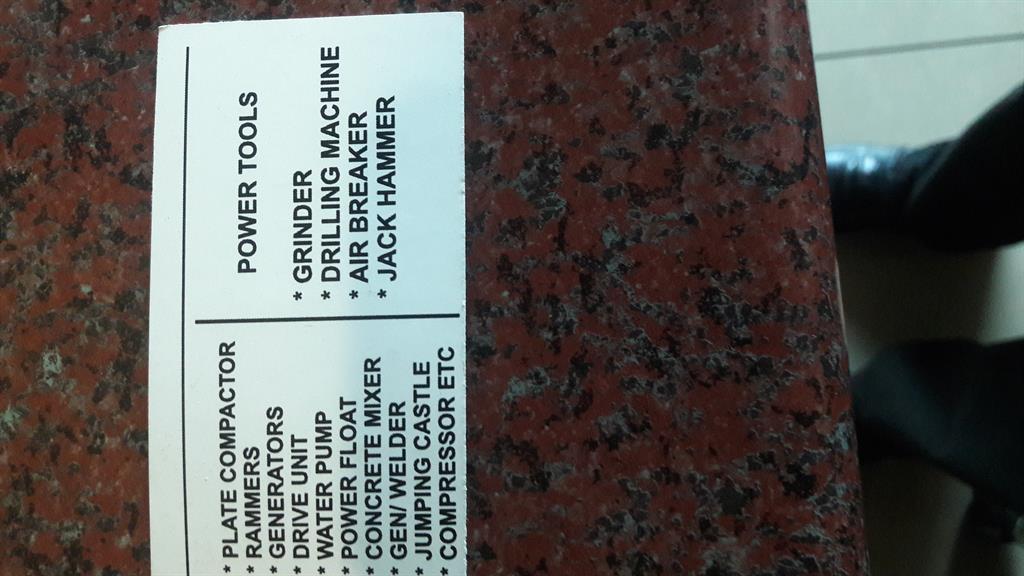 * PLATE COMPACTOR
* RAMMERS
* GENERATORS
* DRIVE UNIT
* WATER PUMP
* POWER FLOAT
* CONCRETE MIXER
* GEN/ WELDER
* JUMPING CASTLE
* COMPRESSOR ETC
POWER TOOLS
* GRINDER
* DRILLING MACHINE
* AIR BREAKER
* JACK HAMMER